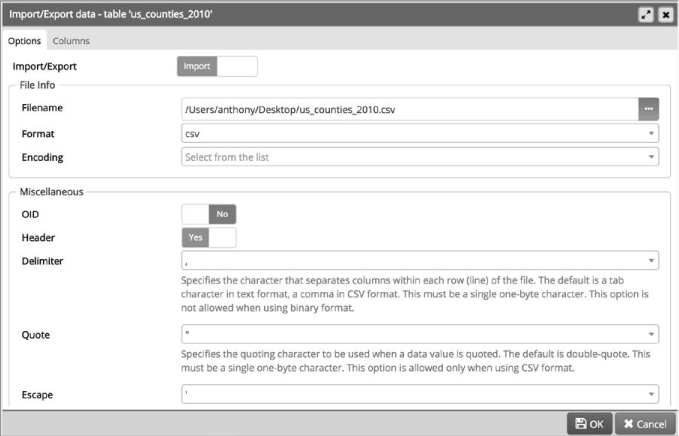 Import/Export data - table 'us_counties_2010'
Options Columns
Import/Export Import
File Info
Filename /Users/anthony/Desktop/us_counties_2010.csv ...
Format csv
Encoding Select from the list
Miscellaneous
OID No
Header Yes
Delimiter ,
Specifies the character that separates columns within each row (line) of the file. The default is a tab
character in text format, a comma in CSV format. This must be a single one-byte character. This option is
not allowed when using binary format.
Quote "
Specifies the quoting character to be used when a data value is quoted. The default is double-quote. This
must be a single one-byte character. This option is allowed only when using CSV format.
Escape '
OK Cancel